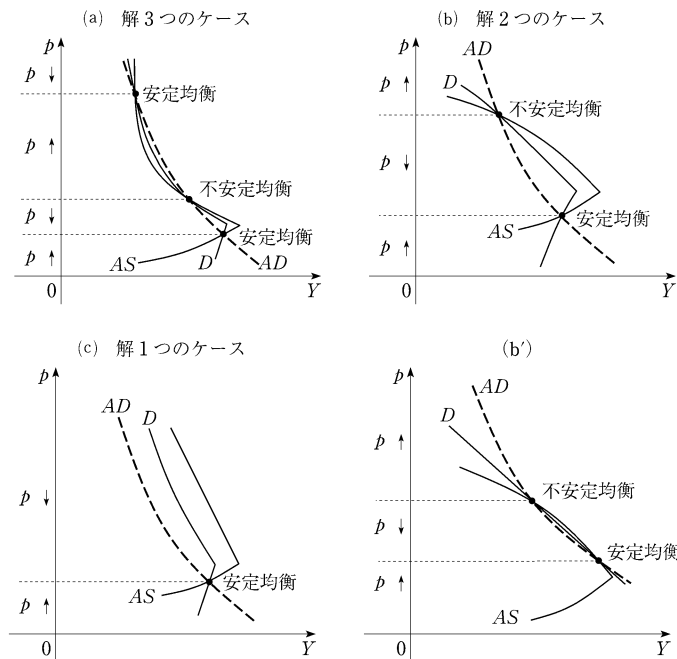 (a) 解3つのケース
p
p ↓
安定均衡
p ↑
不安定均衡
p ↓
安定均衡
p ↑
AS
D
AD
0
Y
(b) 解2つのケース
p
AD
p ↑
D
不安定均衡
p ↓
安定均衡
AS
p ↑
0
Y
(c) 解1つのケース
p
AD
D
p ↓
安定均衡
AS
p ↑
0
Y
(b′)
p
AD
D
p ↑
不安定均衡
p ↓
安定均衡
p ↑
AS
0
Y